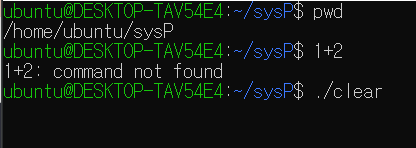 ubuntu@DESKTOP-TAV54E4:~/sysP$ pwd
/home/ubuntu/sysP
ubuntu@DESKTOP-TAV54E4:~/sysP$ 1+2
1+2: command not found
ubuntu@DESKTOP-TAV54E4:~/sysP$ ./clear